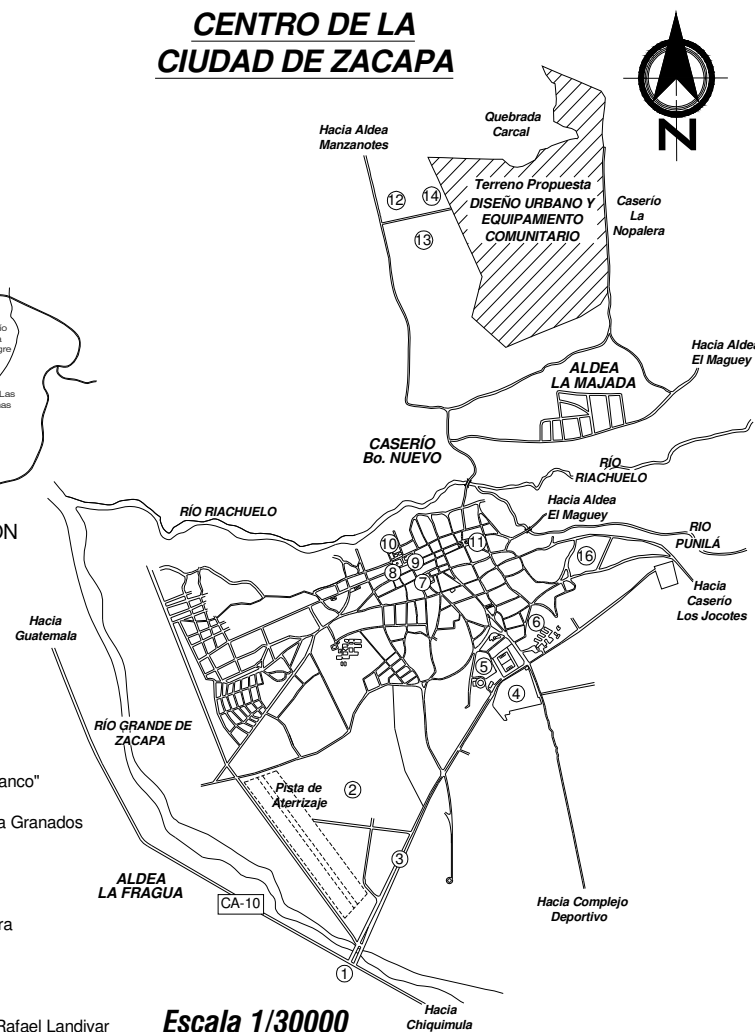 CENTRO DE LA
CIUDAD DE ZACAPA
N
Hacia Aldea
Manzanotes
Quebrada
Carcal
12
14
13
Terreno Propuesta
DISEÑO URBANO Y
EQUIPAMIENTO
COMUNITARIO
Caserío
La
Nopalera
Hacia Aldea
El Maguey
ALDEA
LA MAJADA
CASERÍO
Bo. NUEVO
RÍO
RIACHUELO
RÍO RIACHUELO
Hacia Aldea
El Maguey
RIO
PUNILÁ
10
9
8
7
11
16
Hacia
Caserío
Los Jocotes
Hacia
Guatemala
6
5
4
RÍO GRANDE DE
ZACAPA
Pista de
Aterrizaje
2
3
ALDEA
LA FRAGUA
CA-10
Hacia Complejo
Deportivo
1
Hacia
Chiquimula
Escala 1/30000
Las
anco"
a Granados
ra
Rafael Landivar
ÓN